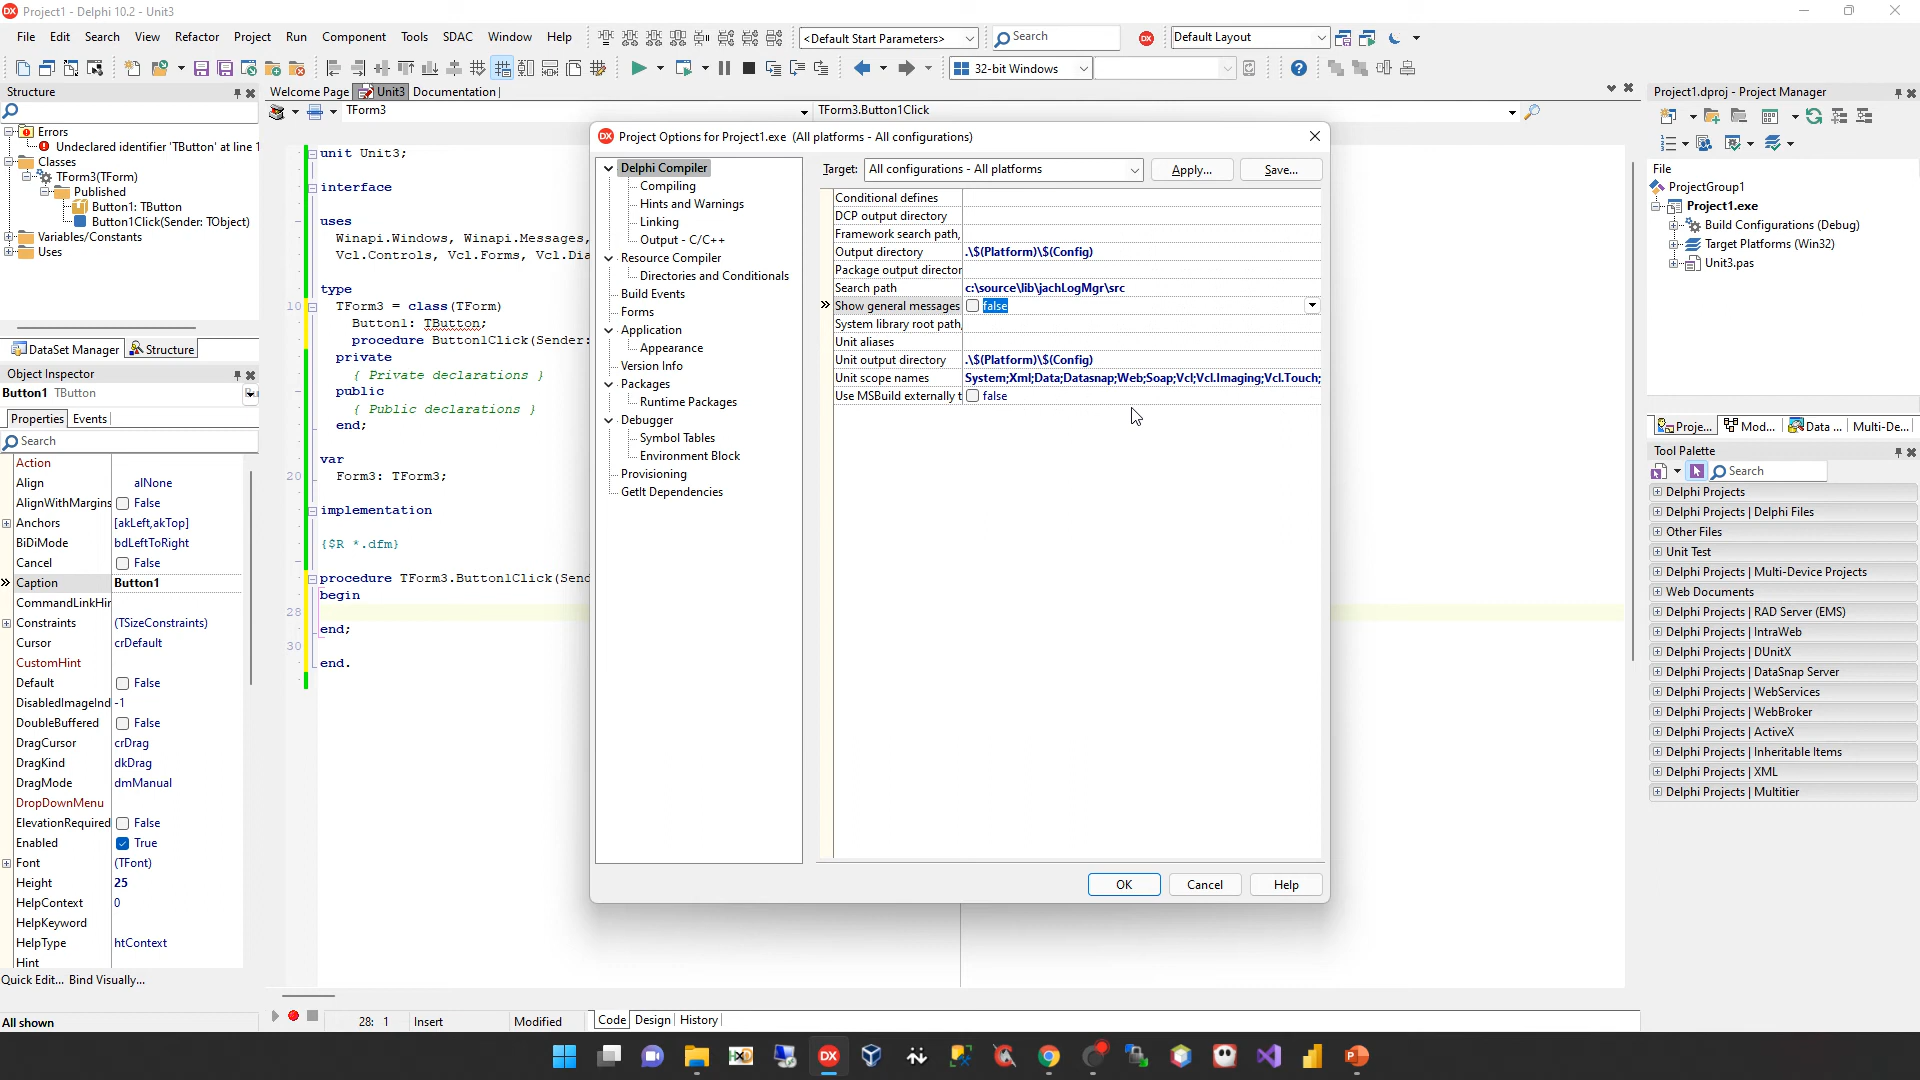 Project1 - Delphi 10.2 - Unit3
File Edit Search View Refactor Project Run Component Tools SDAC Window Help
<Default Start Parameters>
Search
Default Layout
32-bit Windows
Structure
Errors
Undeclared identifier 'TButton' at line 1
Classes
TForm3(TForm)
Published
Button1: TButton
Button1Click(Sender: TObject)
Variables/Constants
Uses
DataSet Manager Structure
Object Inspector
Button1 TButton
Properties Events
Search
Action
Align alNone
AlignWithMargins False
Anchors [akLeft,akTop]
BiDiMode bdLeftToRight
Cancel False
Caption Button1
CommandLinkHin
Constraints (TSizeConstraints)
Cursor crDefault
CustomHint
Default False
DisabledImageInd -1
DoubleBuffered False
DragCursor crDrag
DragKind dkDrag
DragMode dmManual
DropDownMenu
ElevationRequired False
Enabled True
Font (TFont)
Height 25
HelpContext 0
HelpKeyword
HelpType htContext
Hint
Quick Edit... Bind Visually...
All shown
Welcome Page Unit3 Documentation
TForm3
TForm3.Button1Click
unit Unit3;
interface
uses
Winapi.Windows, Winapi.Messages,
Vcl.Controls, Vcl.Forms, Vcl.Dia
type
10 TForm3 = class(TForm)
Button1: TButton;
procedure Button1Click(Sender:
private
{ Private declarations }
public
{ Public declarations }
end;
var
20 Form3: TForm3;
implementation
{$R *.dfm}
procedure TForm3.Button1Click(Send
begin
28
end;
30
end.
28: 1 Insert Modified
Code Design History
Project Options for Project1.exe (All platforms - All configurations)
Delphi Compiler
Compiling
Hints and Warnings
Linking
Output - C/C++
Resource Compiler
Directories and Conditionals
Build Events
Forms
Application
Appearance
Version Info
Packages
Runtime Packages
Debugger
Symbol Tables
Environment Block
Provisioning
GetIt Dependencies
Target: All configurations - All platforms Apply... Save...
Conditional defines
DCP output directory
Framework search path,
Output directory .\$(Platform)\$(Config)
Package output director
Search path c:\source\lib\jachLogMgr\src
Show general messages false
System library root path,
Unit aliases
Unit output directory .\$(Platform)\$(Config)
Unit scope names System;Xml;Data;Datasnap;Web;Soap;Vcl;Vcl.Imaging;Vcl.Touch;
Use MSBuild externally t false
OK Cancel Help
Project1.dproj - Project Manager
File
ProjectGroup1
Project1.exe
Build Configurations (Debug)
Target Platforms (Win32)
Unit3.pas
Proje... Mod... Data ... Multi-De...
Tool Palette
Search
Delphi Projects
Delphi Projects | Delphi Files
Other Files
Unit Test
Delphi Projects | Multi-Device Projects
Web Documents
Delphi Projects | RAD Server (EMS)
Delphi Projects | IntraWeb
Delphi Projects | DUnitX
Delphi Projects | DataSnap Server
Delphi Projects | WebServices
Delphi Projects | WebBroker
Delphi Projects | ActiveX
Delphi Projects | Inheritable Items
Delphi Projects | XML
Delphi Projects | Multitier